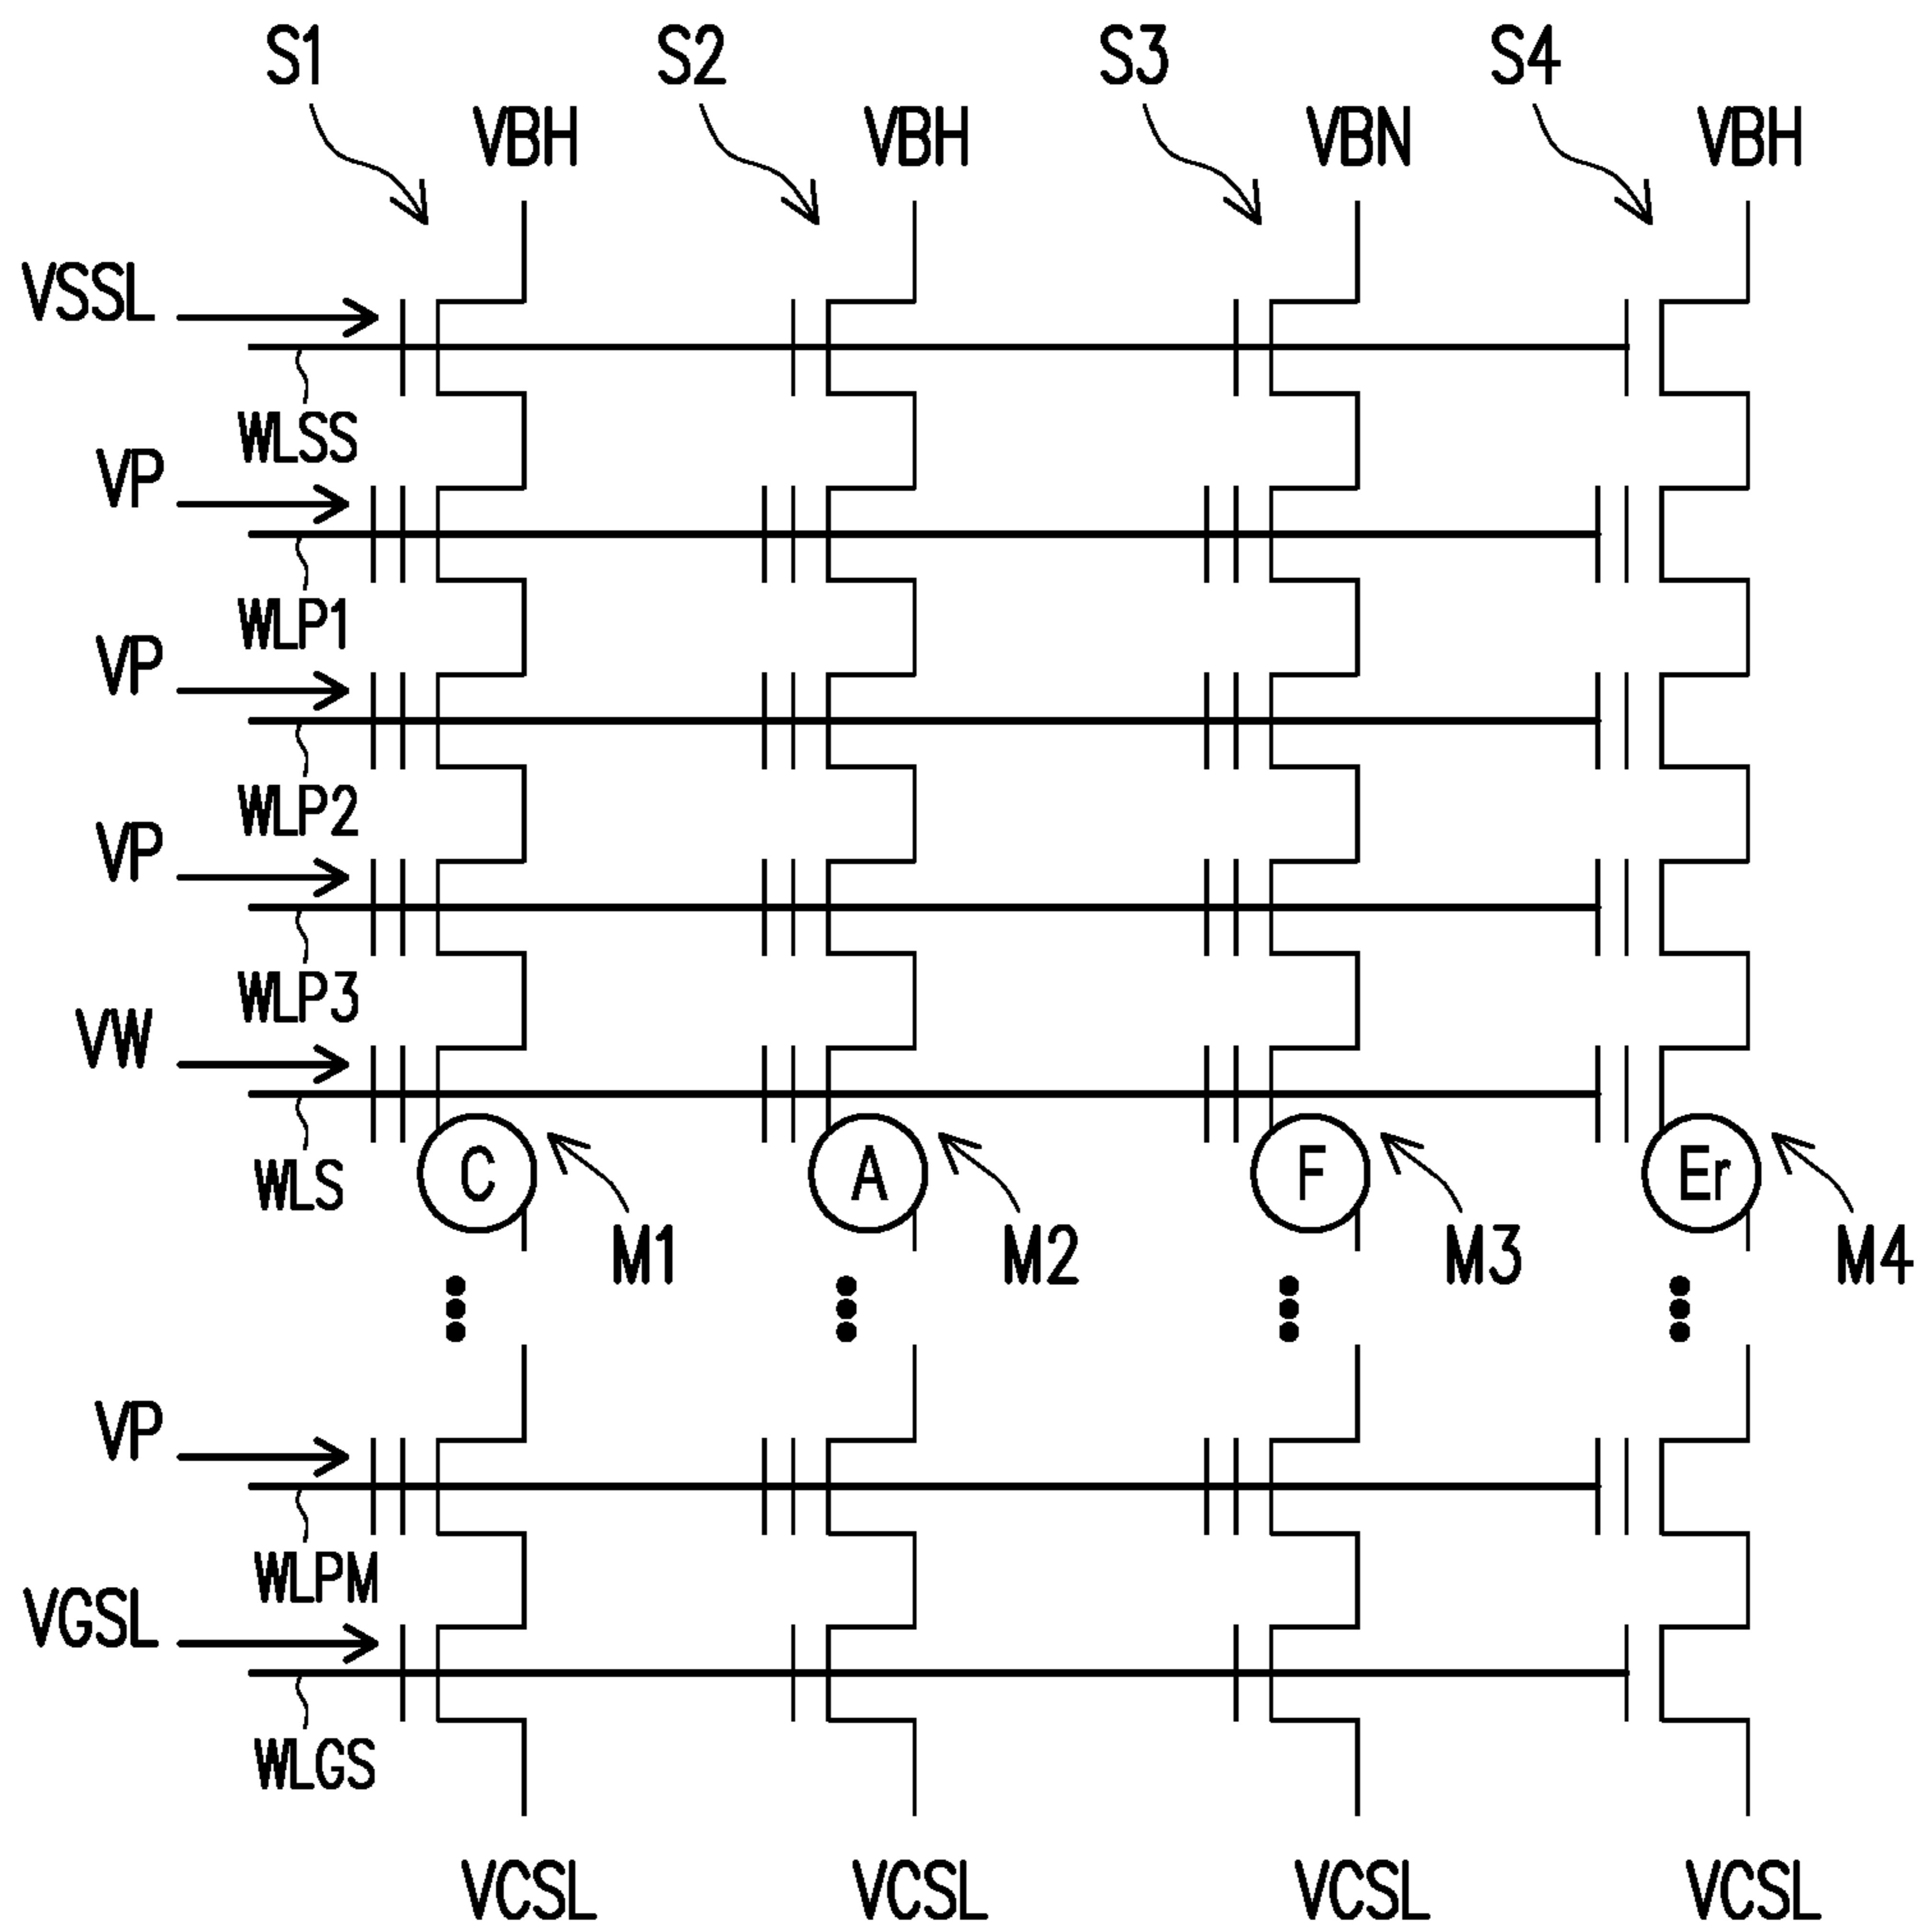 S1 S2 S3 S4
VBH VBH VBN VBH
VSSL
WLSS
VP
WLP1
VP
WLP2
VP
WLP3
VW
WLS
C A F Er
M1 M2 M3 M4
VP
WLPM
VGSL
WLGS
VCSL VCSL VCSL VCSL